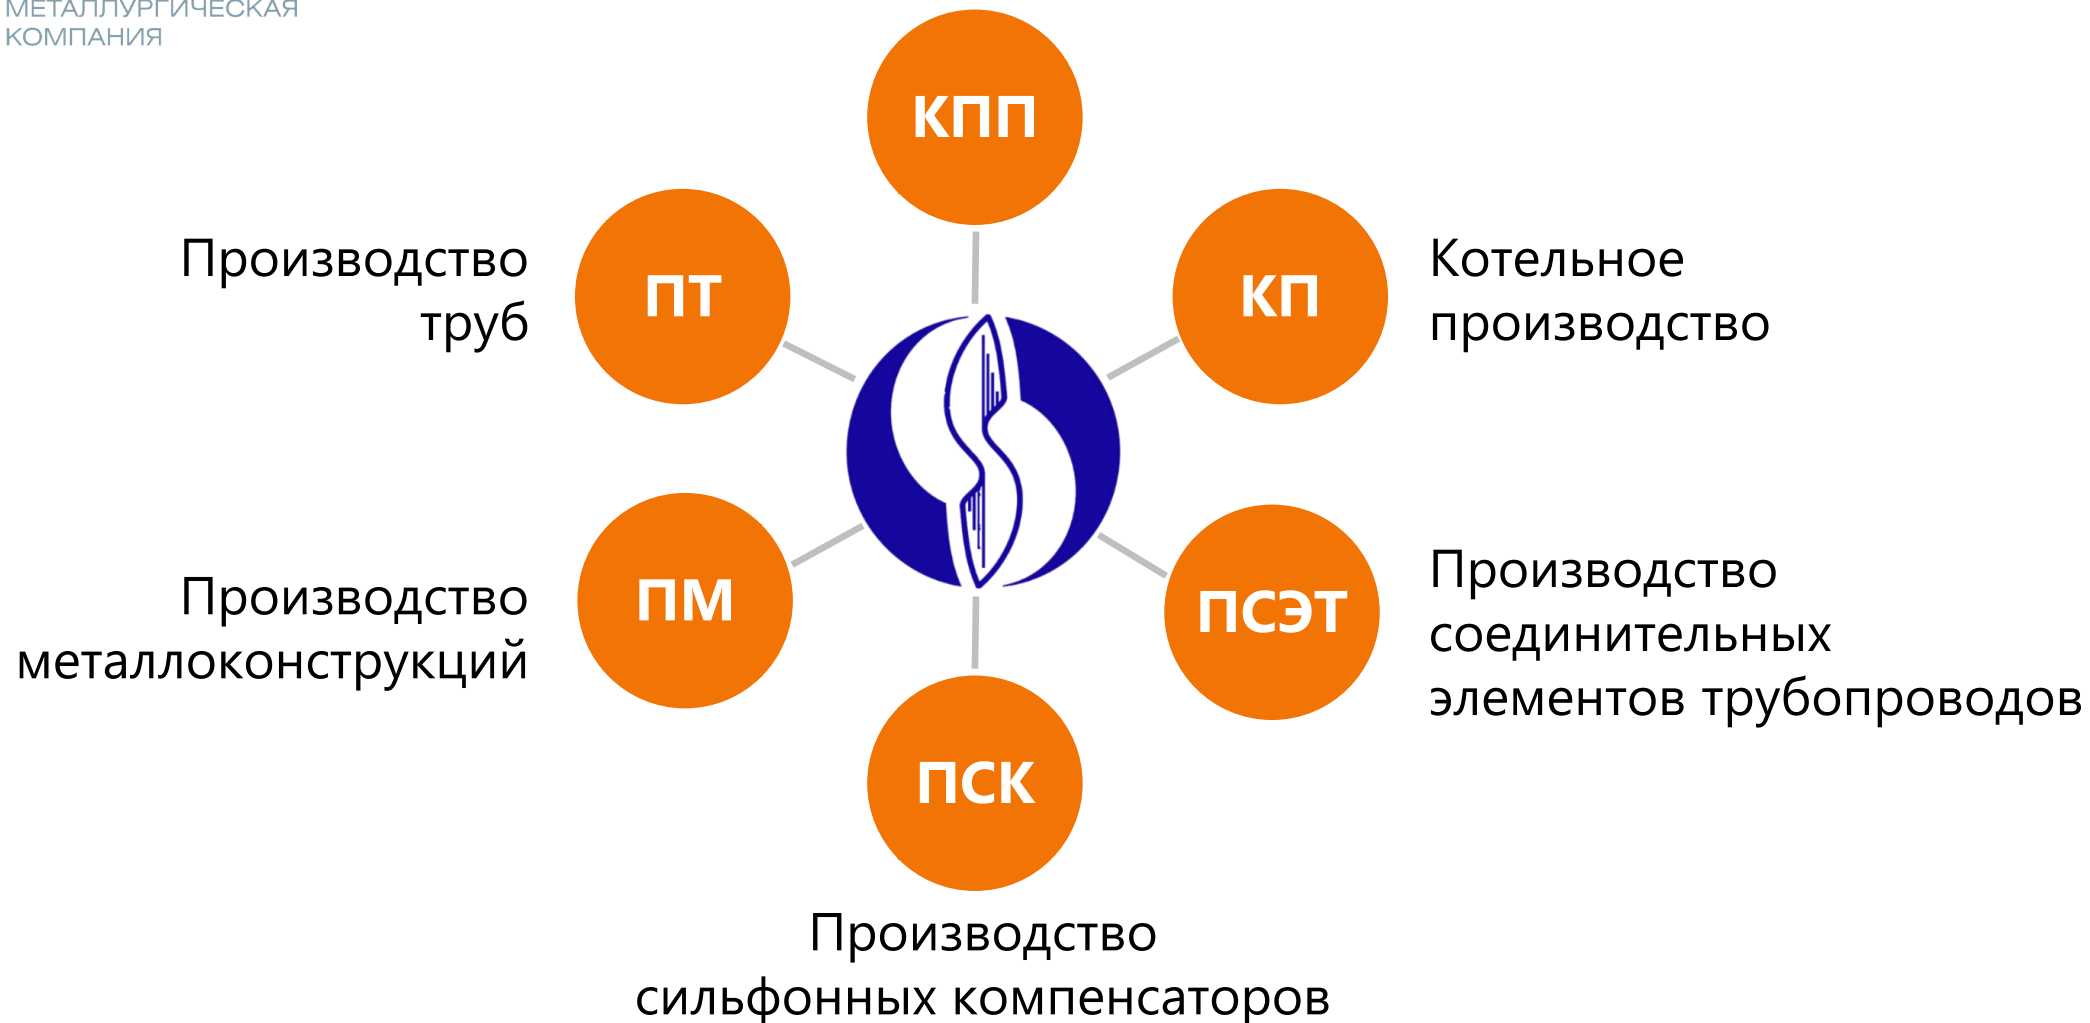 МЕТАЛЛУРГИЧЕСКАЯ
КОМПАНИЯ
КПП
ПТ
Производство
труб
КП
Котельное
производство
ПМ
Производство
металлоконструкций
ПСЭТ
Производство
соединительных
элементов трубопроводов
ПСК
Производство
сильфонных компенсаторов